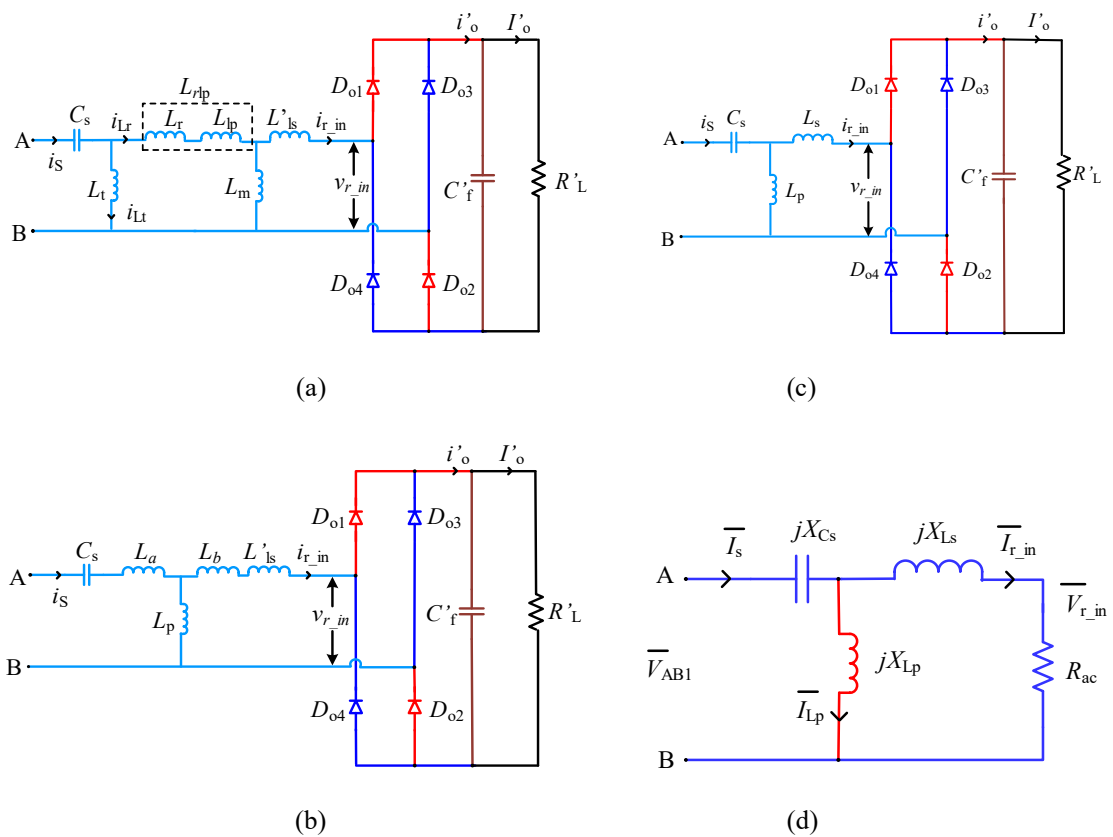 i'o I'o
Lrlp
Do1 Do3
Cs iLr Lr Llp L'ls ir_in
A
iS
Lt Lm vr_in C'f R'L
iLt
B
Do4 Do2
(a)
i'o I'o
Do1 Do3
iS Cs Ls ir_in
A
Lp vr_in C'f R'L
B
Do4 Do2
(c)
i'o I'o
Do1 Do3
Cs La Lb L'ls ir_in
A
iS
Lp vr_in C'f R'L
B
Do4 Do2
(b)
Is jXCs jXLs Ir_in
A
Vr_in
VAB1 jXLp Rac
ILp
B
(d)